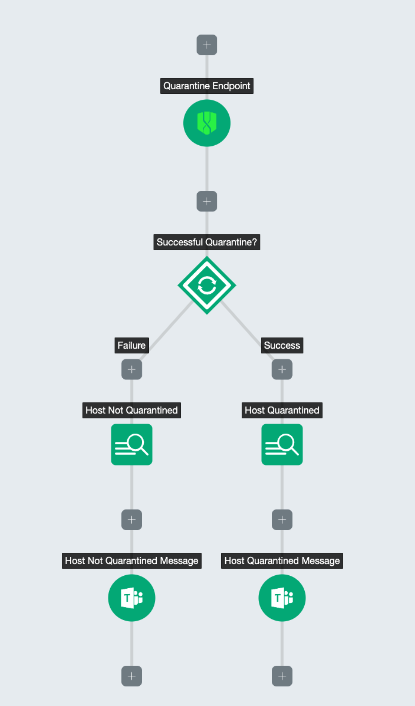 Quarantine Endpoint
Successful Quarantine?
Failure
Success
Host Not Quarantined
Host Quarantined
Host Not Quarantined Message
Host Quarantined Message